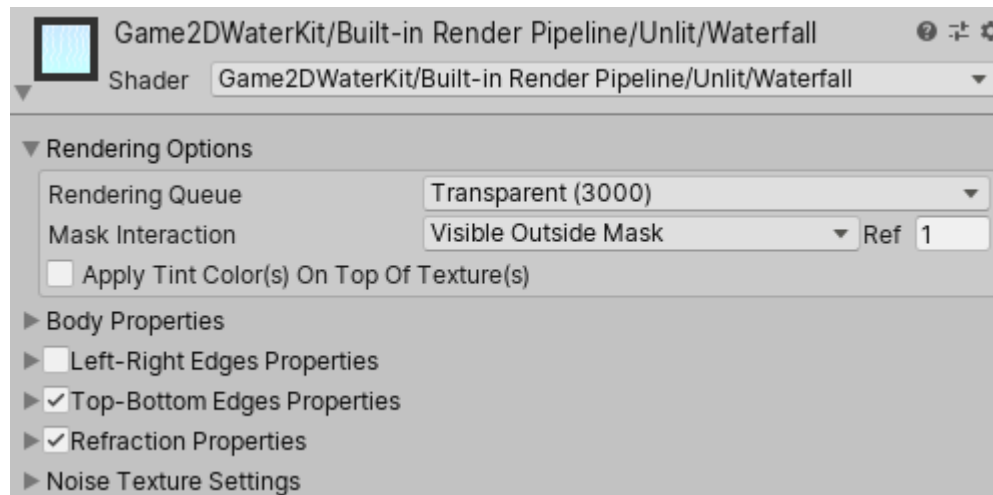 Game2DWaterKit/Built-in Render Pipeline/Unlit/Waterfall
Shader Game2DWaterKit/Built-in Render Pipeline/Unlit/Waterfall
Rendering Options
Rendering Queue Transparent (3000)
Mask Interaction Visible Outside Mask Ref 1
Apply Tint Color(s) On Top Of Texture(s)
Body Properties
Left-Right Edges Properties
Top-Bottom Edges Properties
Refraction Properties
Noise Texture Settings